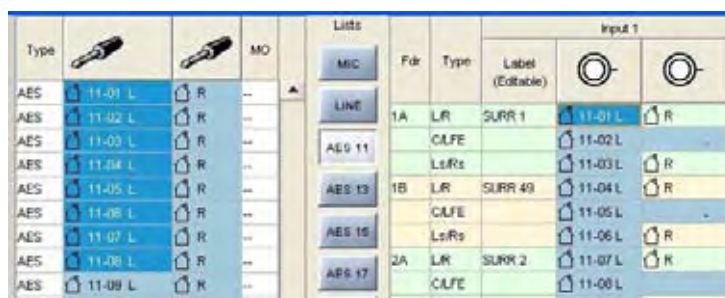 Type MO
AES 11-01 L R --
AES 11-02 L R --
AES 11-03 L R --
AES 11-04 L R --
AES 11-05 L R --
AES 11-06 L R --
AES 11-07 L R --
AES 11-08 L R --
AES 11-09 L R --
Lists
MIC
LINE
AES 11
AES 13
AES 15
AES 17
Input 1
Fdr Type Label
(Editable)
1A L/R SURR 1 11-01 L R
C/LFE 11-02 L -
Ls/Rs 11-03 L R
1B L/R SURR 49 11-04 L R
C/LFE 11-05 L -
Ls/Rs 11-06 L R
2A L/R SURR 2 11-07 L R
C/LFE 11-08 L